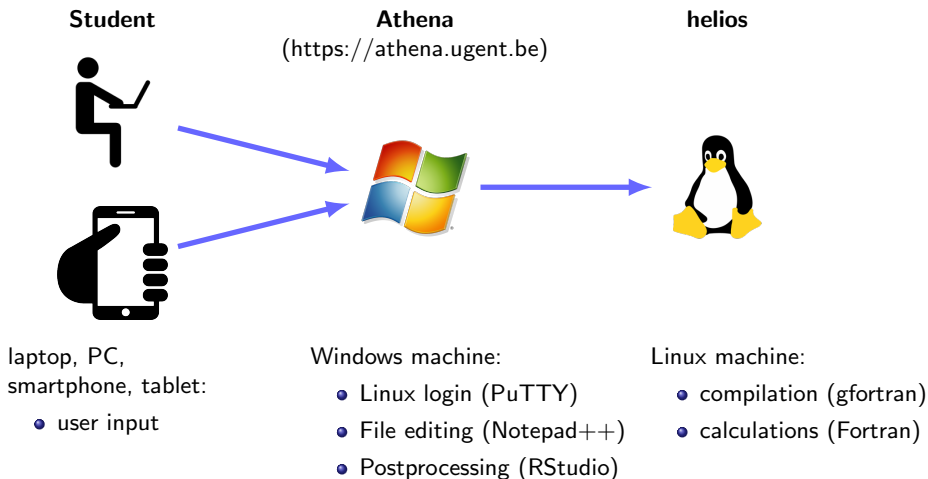 Student
Athena
(https://athena.ugent.be)
helios
laptop, PC,
smartphone, tablet:
user input
Windows machine:
Linux login (PuTTY)
File editing (Notepad++)
Postprocessing (RStudio)
Linux machine:
compilation (gfortran)
calculations (Fortran)